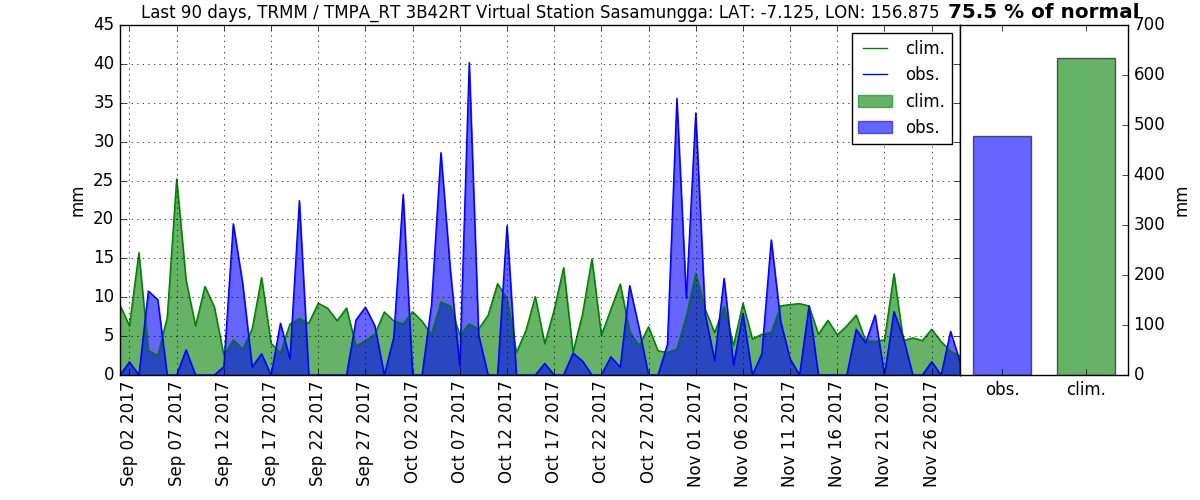 Last 90 days, TRMM / TMPA_RT 3B42RT Virtual Station Sasamungga: LAT: -7.125, LON: 156.875 75.5 % of normal
45
40
35
30
25
20
15
10
5
0
mm
clim.
obs.
clim.
obs.
700
600
500
400
300
200
100
0
mm
Sep 02 2017
Sep 07 2017
Sep 12 2017
Sep 17 2017
Sep 22 2017
Sep 27 2017
Oct 02 2017
Oct 07 2017
Oct 12 2017
Oct 17 2017
Oct 22 2017
Oct 27 2017
Nov 01 2017
Nov 06 2017
Nov 11 2017
Nov 16 2017
Nov 21 2017
Nov 26 2017
obs. clim.